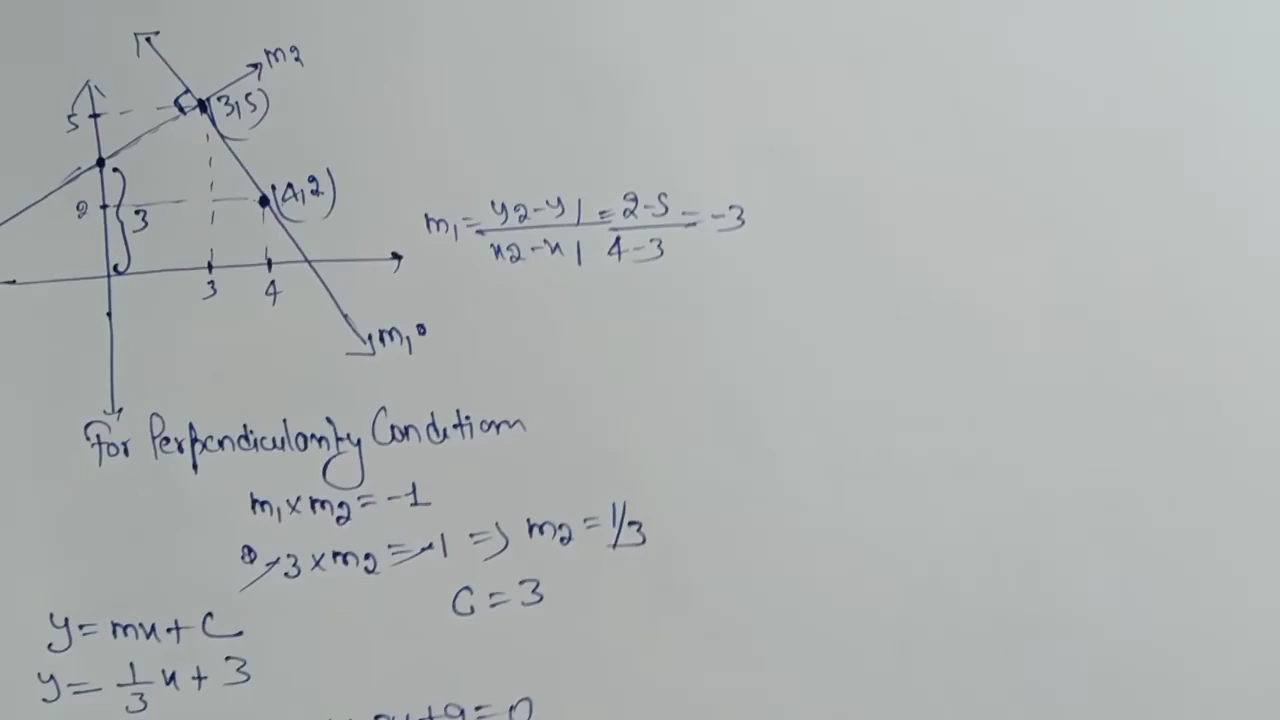 m2
5
(3,5)
2
3
(4,2)
3 4
m1
m1 = y2-y1 / x2-x1 = 2-5 / 4-3 = -3
For Perpendicularity Condition
m1 × m2 = -1
-3 × m2 = -1 => m2 = 1/3
C = 3
y = mx + C
y = 1/3 x + 3
+9=0